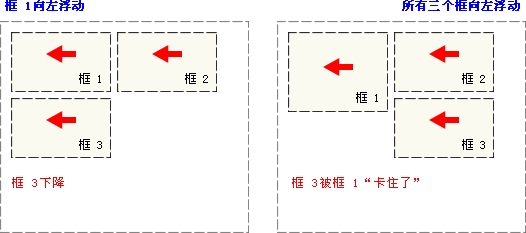 框 1向左浮动
所有三个框向左浮动
框 1
框 2
框 3
框 3下降
框 1
框 2
框 3
框 3被框 1“卡住了”